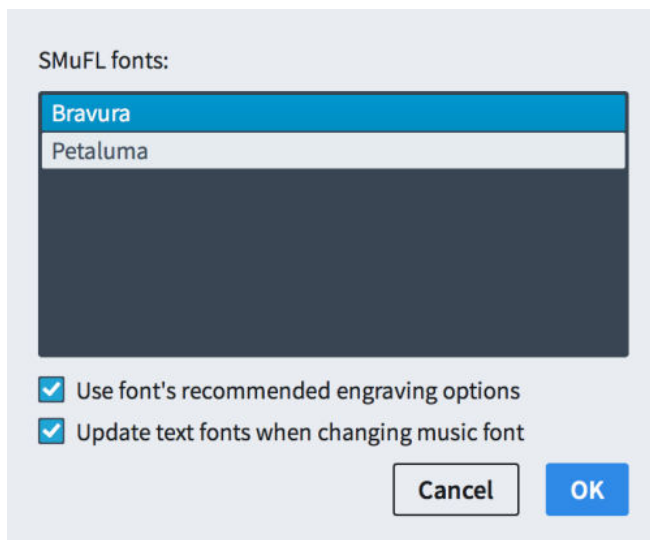 SMuFL fonts:
Bravura
Petaluma
Use font's recommended engraving options
Update text fonts when changing music font
Cancel OK